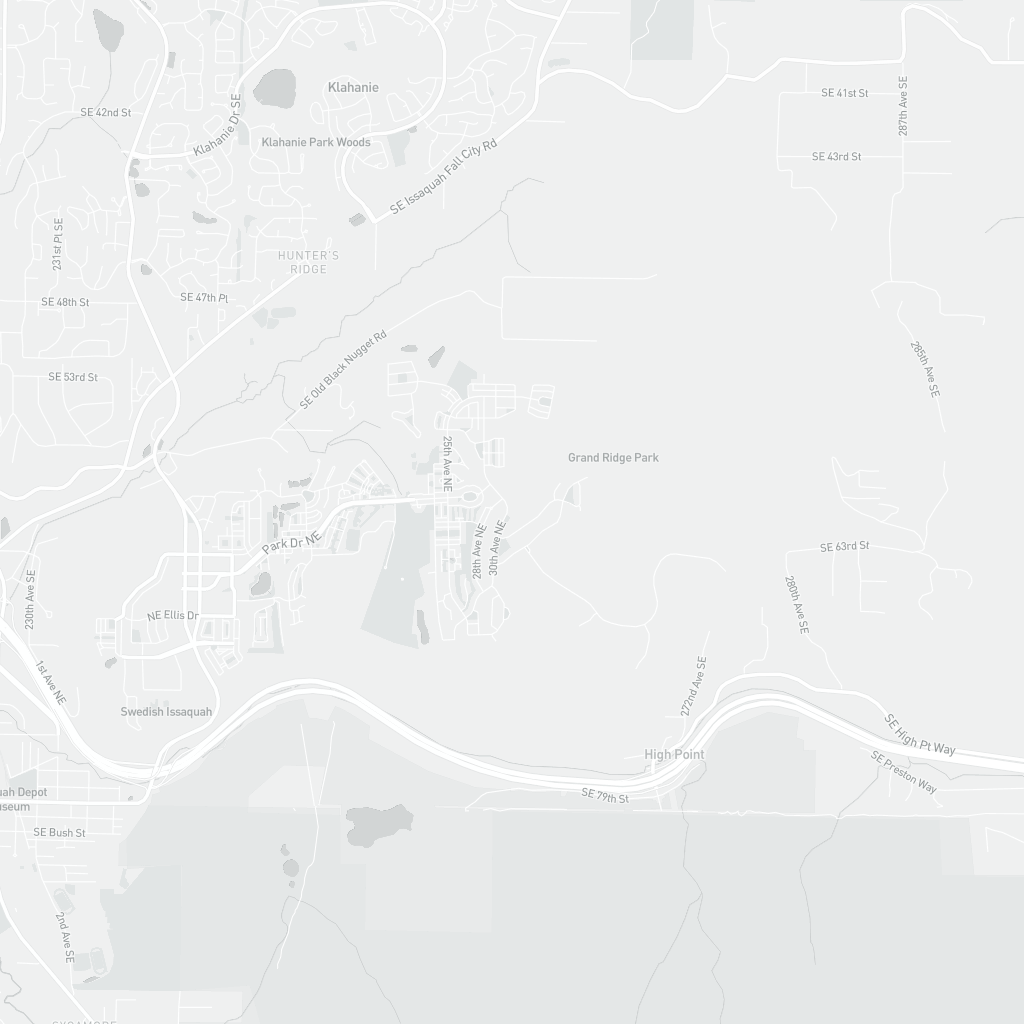 Klahanie
SE 41st St
287th Ave SE
SE 42nd St
Klahanie Dr SE
Klahanie Park Woods
SE Issaquah Fall City Rd
SE 43rd St
231st Pl SE
HUNTER'S
RIDGE
SE 47th Pl
SE 48th St
SE Old Black Nugget Rd
285th Ave SE
SE 53rd St
25th Ave NE
Grand Ridge Park
Park Dr NE
28th Ave NE
30th Ave NE
SE 63rd St
230th Ave SE
NE Ellis Dr
280th Ave SE
1st Ave NE
272nd Ave SE
Swedish Issaquah
SE High Pt Way
High Point
SE Preston Way
uah Depot
useum
SE 79th St
SE Bush St
2nd Ave SE